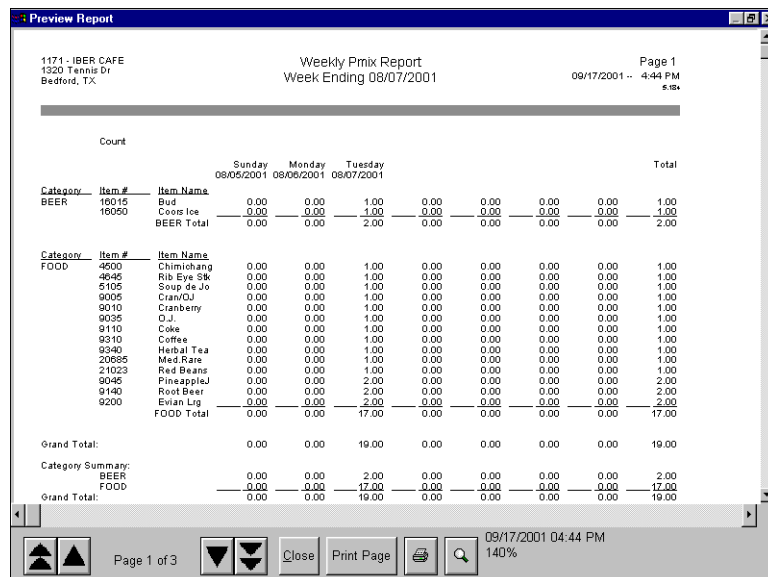 Preview Report
1171 - IBER CAFE
1320 Tennis Dr
Bedford, TX
Weekly Pmix Report
Week Ending 08/07/2001
Page 1
09/17/2001 -- 4:44 PM
5.184
Count
Sunday Monday Tuesday Total
08/05/2001 08/06/2001 08/07/2001
Category Item # Item Name
BEER 16015 Bud 0.00 0.00 1.00 0.00 0.00 0.00 0.00 1.00
16050 Coors Ice 0.00 0.00 1.00 0.00 0.00 0.00 0.00 1.00
BEER Total 0.00 0.00 2.00 0.00 0.00 0.00 0.00 2.00
Category Item # Item Name
FOOD 4500 Chimichang 0.00 0.00 1.00 0.00 0.00 0.00 0.00 1.00
4645 Rib Eye Stk 0.00 0.00 1.00 0.00 0.00 0.00 0.00 1.00
5105 Soup de Jo 0.00 0.00 1.00 0.00 0.00 0.00 0.00 1.00
9005 Cran/OJ 0.00 0.00 1.00 0.00 0.00 0.00 0.00 1.00
9010 Cranberry 0.00 0.00 1.00 0.00 0.00 0.00 0.00 1.00
9035 O.J. 0.00 0.00 1.00 0.00 0.00 0.00 0.00 1.00
9110 Coke 0.00 0.00 1.00 0.00 0.00 0.00 0.00 1.00
9310 Coffee 0.00 0.00 1.00 0.00 0.00 0.00 0.00 1.00
9340 Herbal Tea 0.00 0.00 1.00 0.00 0.00 0.00 0.00 1.00
20685 Med.Rare 0.00 0.00 1.00 0.00 0.00 0.00 0.00 1.00
21023 Red Beans 0.00 0.00 1.00 0.00 0.00 0.00 0.00 1.00
9045 PineappleJ 0.00 0.00 2.00 0.00 0.00 0.00 0.00 2.00
9140 Root Beer 0.00 0.00 2.00 0.00 0.00 0.00 0.00 2.00
9200 Evian Lrg 0.00 0.00 2.00 0.00 0.00 0.00 0.00 2.00
FOOD Total 0.00 0.00 17.00 0.00 0.00 0.00 0.00 17.00
Grand Total: 0.00 0.00 19.00 0.00 0.00 0.00 0.00 19.00
Category Summary:
BEER 0.00 0.00 2.00 0.00 0.00 0.00 0.00 2.00
FOOD 0.00 0.00 17.00 0.00 0.00 0.00 0.00 17.00
Grand Total: 0.00 0.00 19.00 0.00 0.00 0.00 0.00 19.00
Page 1 of 3
Close
Print Page
09/17/2001 04:44 PM
140%